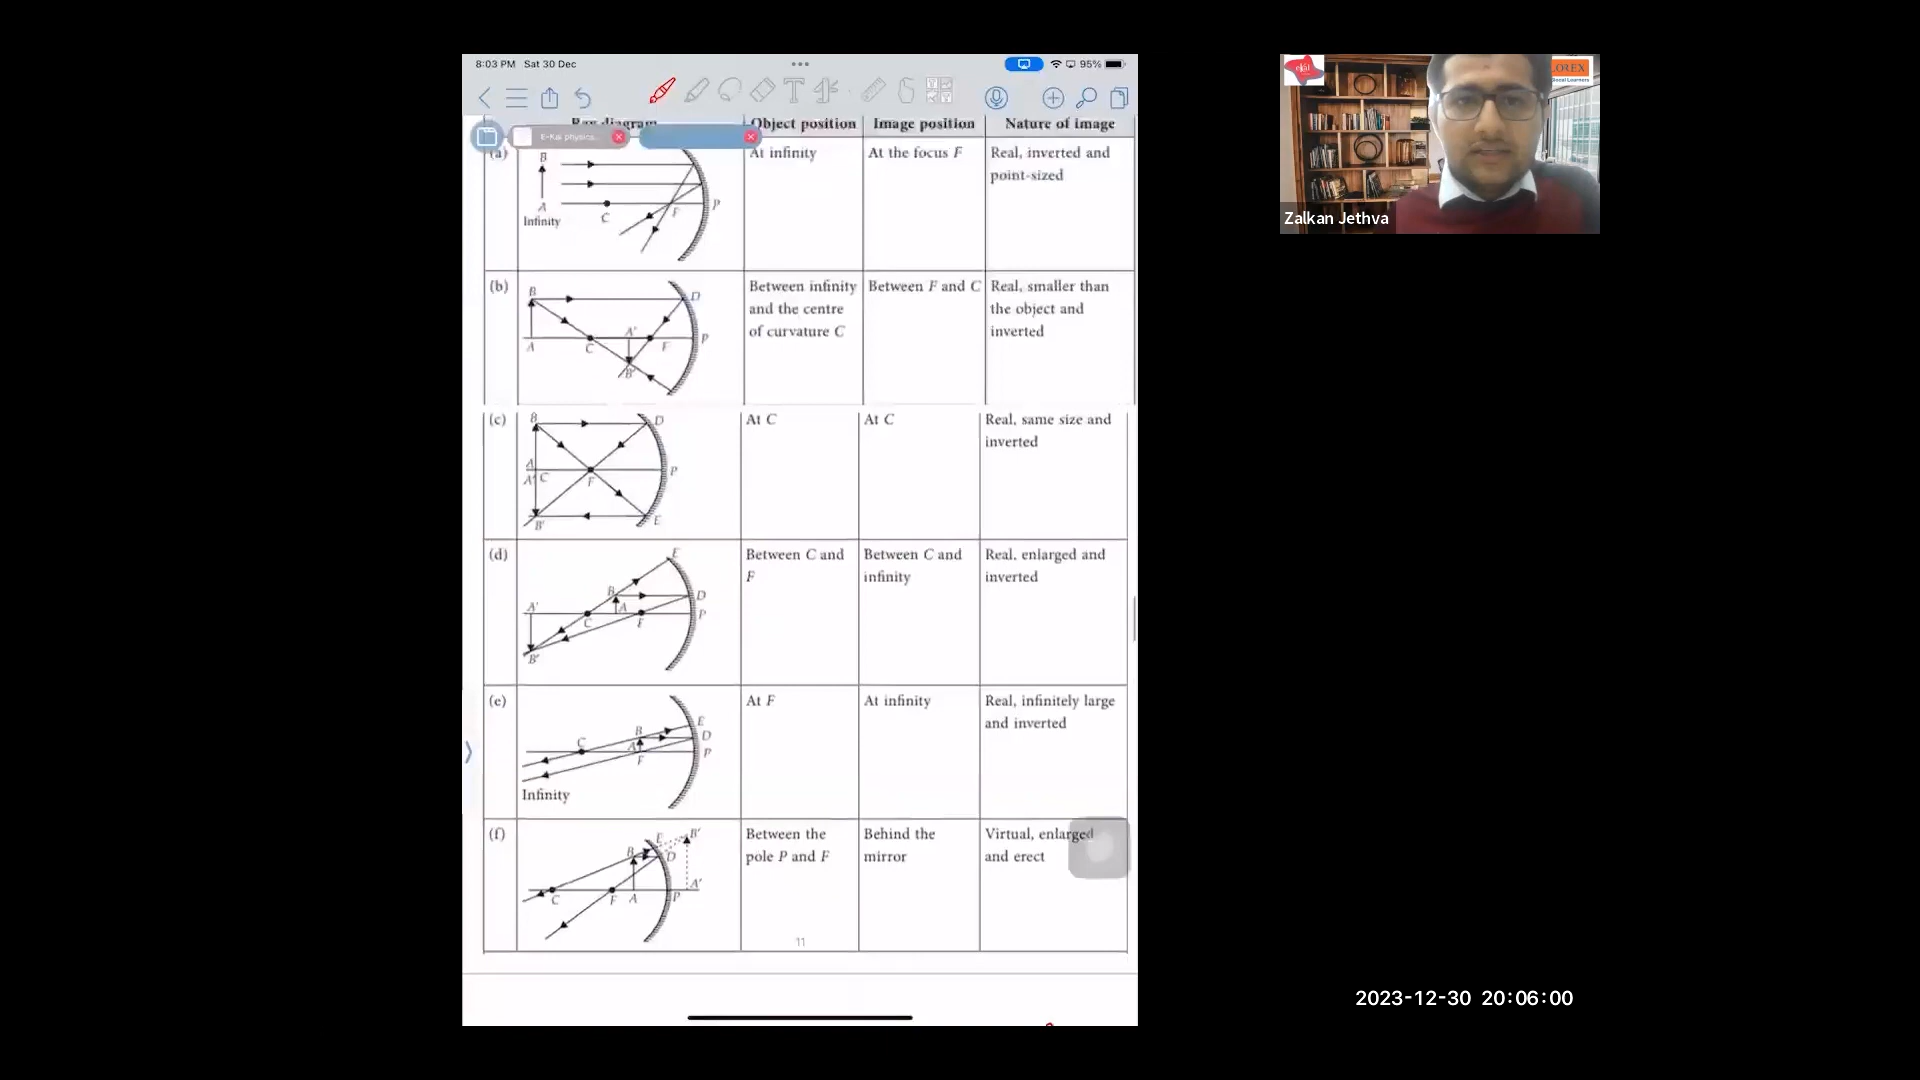 8:03 PM Sat 30 Dec
95%
E-Kai physics...
Ray diagram
Object position
Image position
Nature of image
(a)
B
A
Infinity
C
F
P
At infinity
At the focus F
Real, inverted and
point-sized
(b)
B
A
C
A'
B'
F
D
P
Between infinity
and the centre
of curvature C
Between F and C
Real, smaller than
the object and
inverted
(c)
B
D
A
A'
C
F
P
B'
E
At C
At C
Real, same size and
inverted
(d)
E
B
D
A'
A
C
F
P
B'
Between C and
F
Between C and
infinity
Real, enlarged and
inverted
(e)
E
B
D
C
A
F
P
Infinity
At F
At infinity
Real, infinitely large
and inverted
(f)
E
B'
B
D
A'
C
F
A
P
Between the
pole P and F
Behind the
mirror
Virtual, enlarged
and erect
11
Zalkan Jethva
2023-12-30 20:06:00